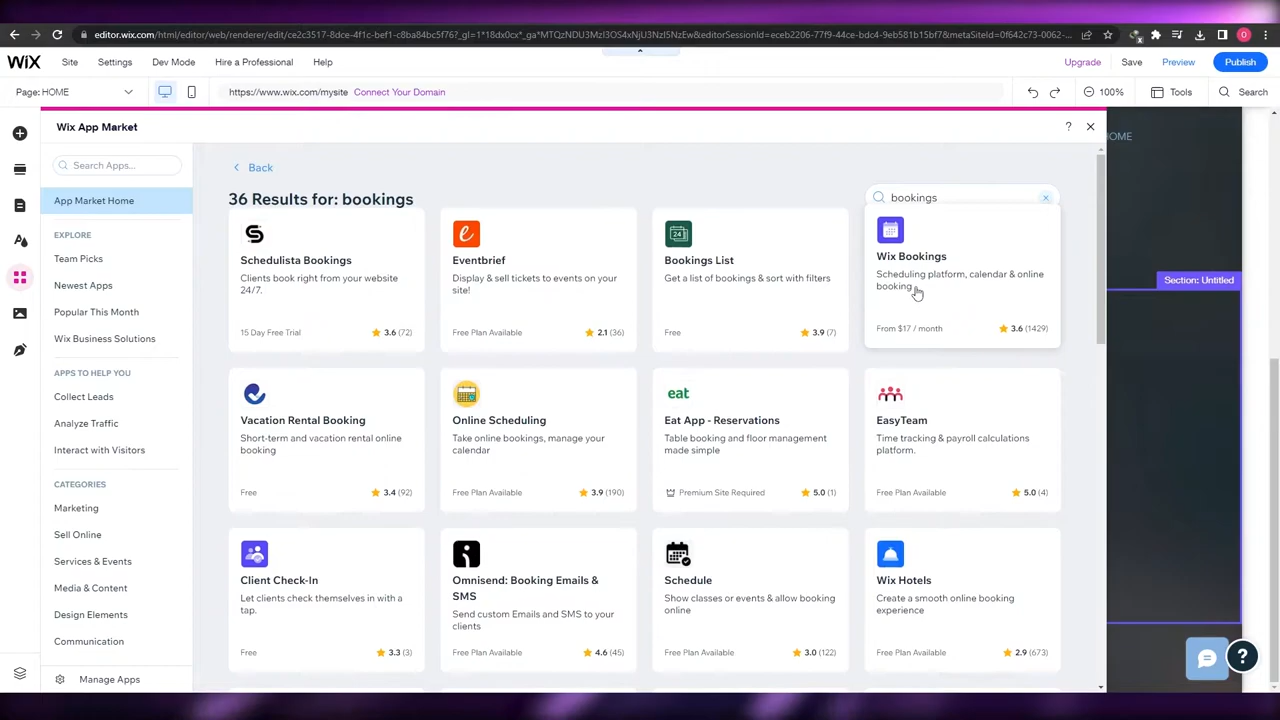 editor.wix.com/html/editor/web/renderer/edit/ce2c3517-8dce-4f1c-bef1-c8ba84bc5f76?_gl=1*18dx0cx*_ga*MTQzNDU3MzI3OS4xNjU3NzI5NzEw&editorSessionId=eceb2206-77f9-44ce-bdc4-9eb581b15bf7&metaSiteId=0f642c73-0062-...
WiX
Site
Settings
Dev Mode
Hire a Professional
Help
Upgrade
Save
Preview
Publish
Page: HOME
https://www.wix.com/mysite Connect Your Domain
100%
Tools
Search
Wix App Market
?
HOME
Search Apps...
App Market Home
EXPLORE
Team Picks
Newest Apps
Popular This Month
Wix Business Solutions
APPS TO HELP YOU
Collect Leads
Analyze Traffic
Interact with Visitors
CATEGORIES
Marketing
Sell Online
Services & Events
Media & Content
Design Elements
Communication
Manage Apps
Back
36 Results for: bookings
bookings
Schedulista Bookings
Clients book right from your website
24/7.
15 Day Free Trial
3.6 (72)
Eventbrief
Display & sell tickets to events on your
site!
Free Plan Available
2.1 (36)
24
Bookings List
Get a list of bookings & sort with filters
Free
3.9 (7)
Wix Bookings
Scheduling platform, calendar & online
booking
From $17 / month
3.6 (1429)
Vacation Rental Booking
Short-term and vacation rental online
booking
Free
3.4 (92)
Online Scheduling
Take online bookings, manage your
calendar
Free Plan Available
3.9 (190)
eat
Eat App - Reservations
Table booking and floor management
made simple
Premium Site Required
5.0 (1)
EasyTeam
Time tracking & payroll calculations
platform.
Free Plan Available
5.0 (4)
Client Check-In
Let clients check themselves in with a
tap.
Free
3.3 (3)
Omnisend: Booking Emails &
SMS
Send custom Emails and SMS to your
clients
Free Plan Available
4.6 (45)
Schedule
Show classes or events & allow booking
online
Free Plan Available
3.0 (122)
Wix Hotels
Create a smooth online booking
experience
Free Plan Available
2.9 (673)
Section: Untitled
?